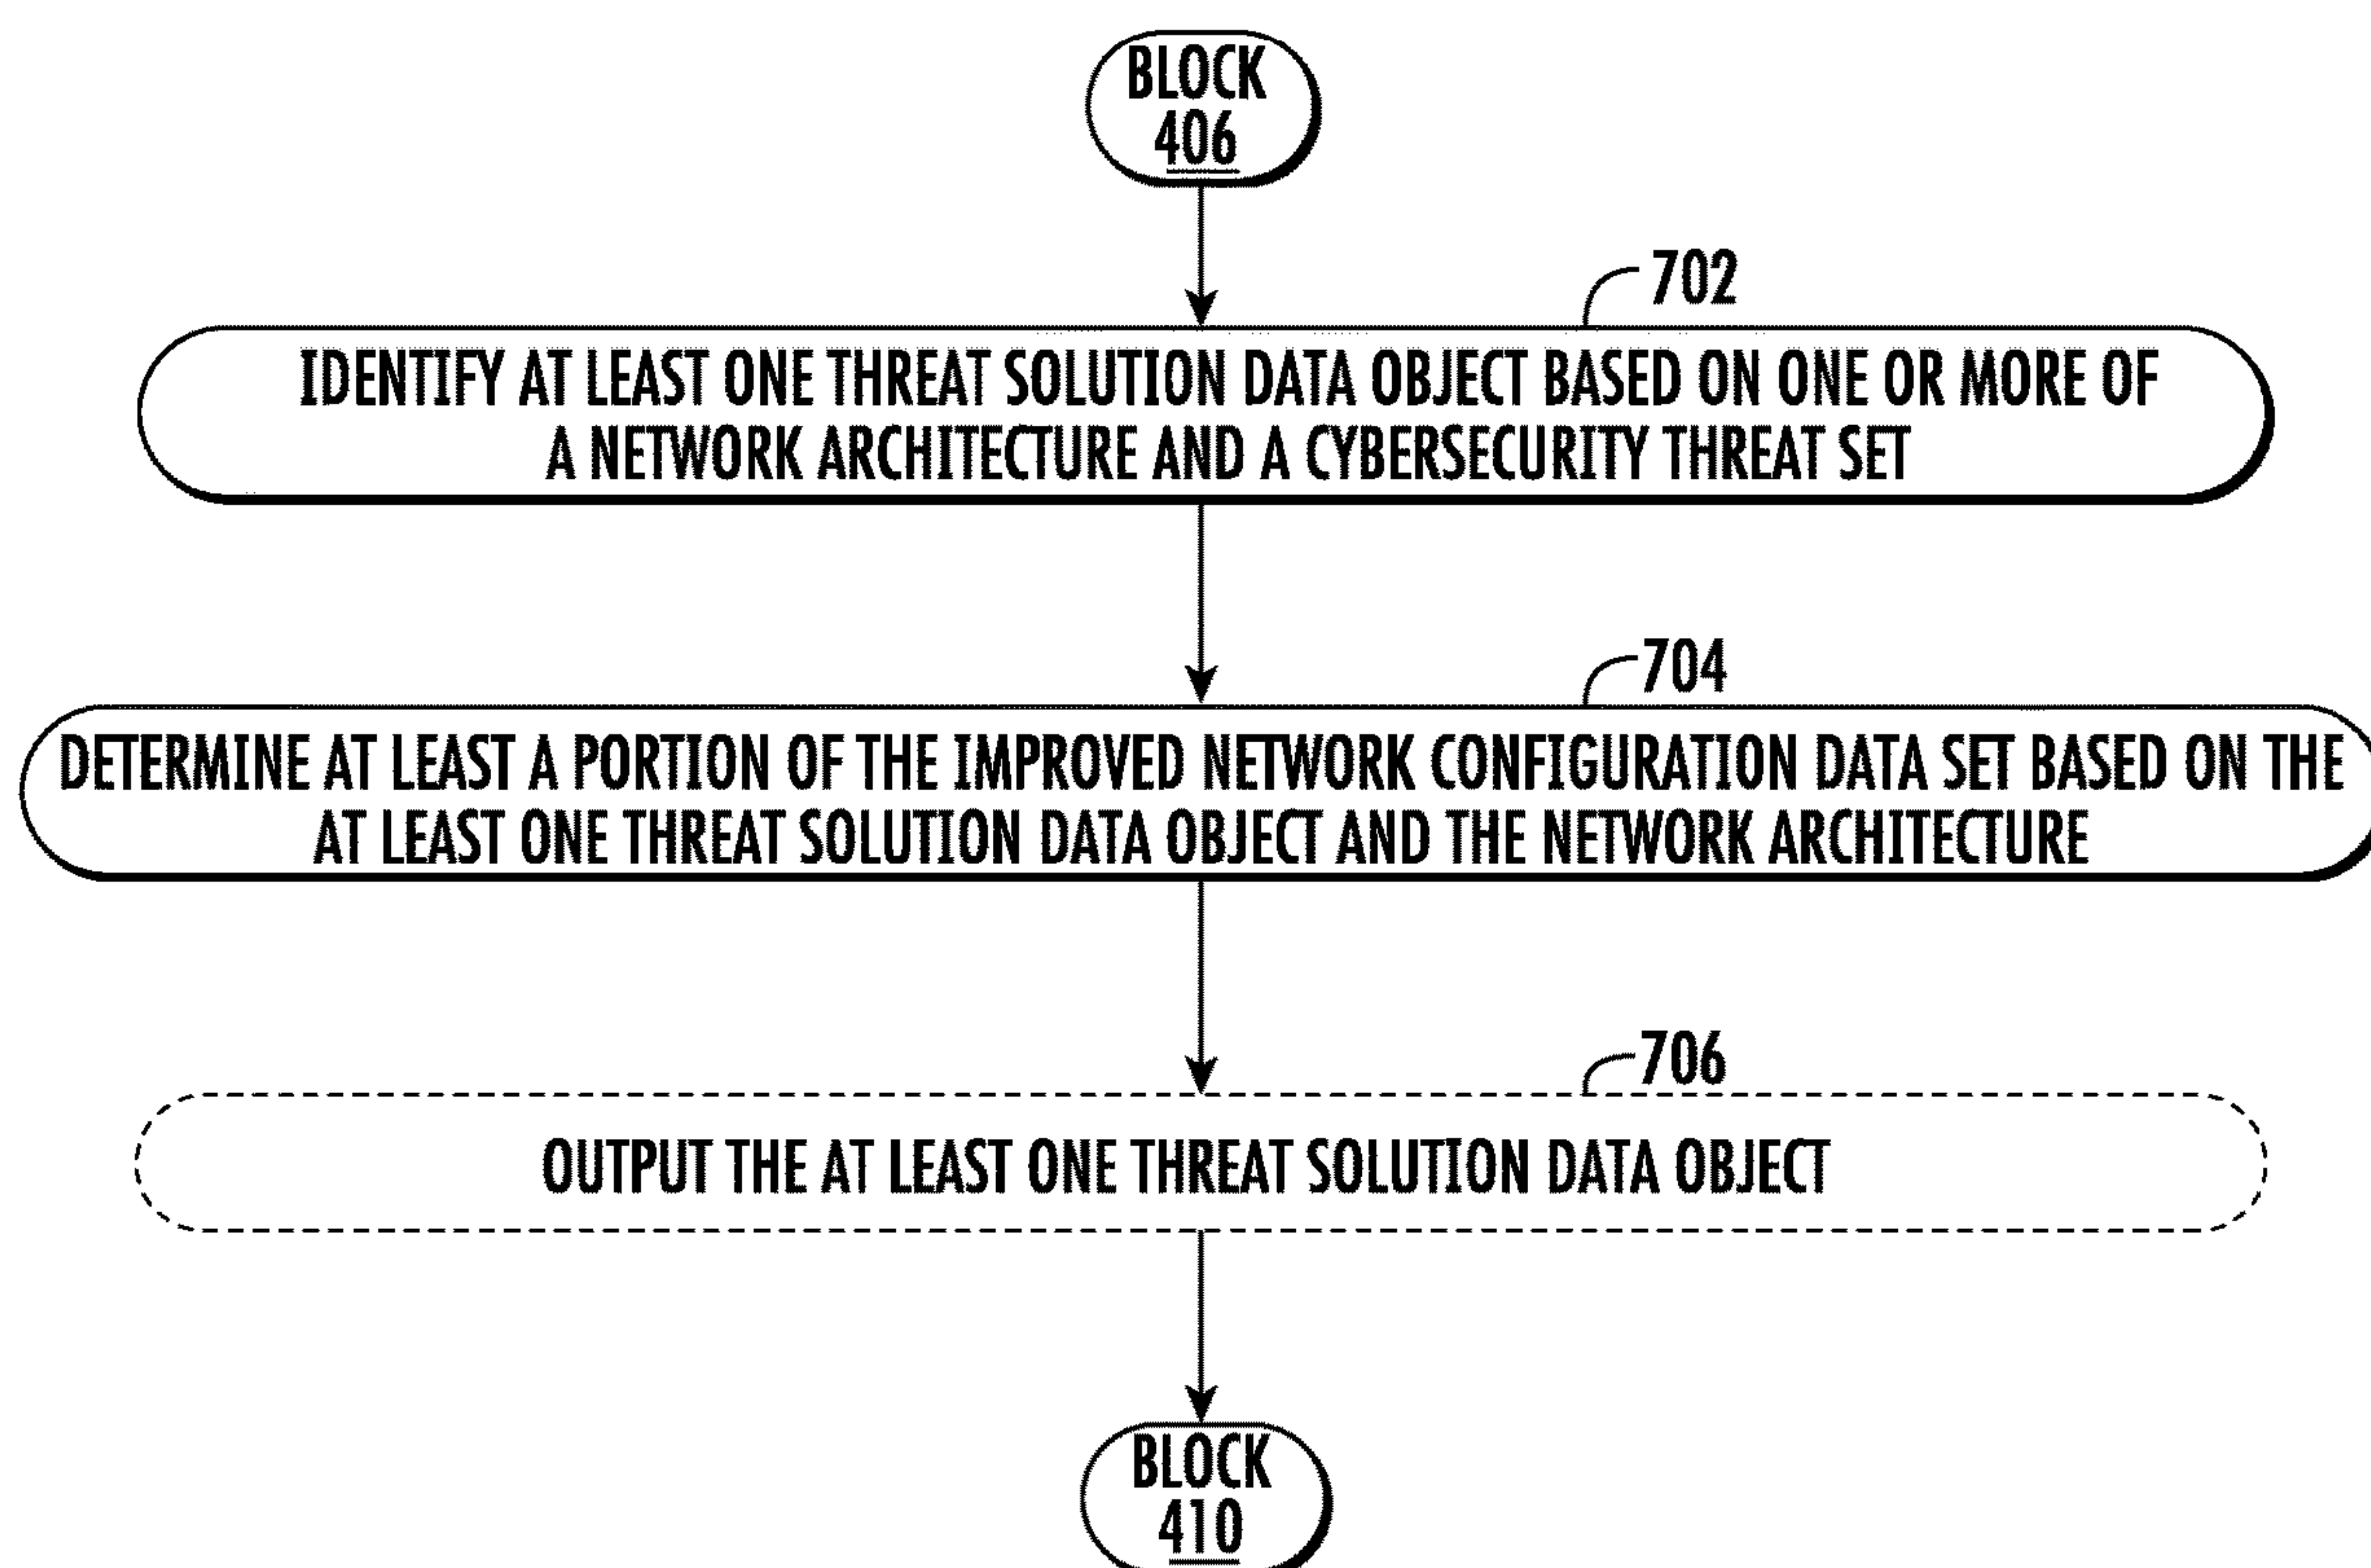 BLOCK
406
702
IDENTIFY AT LEAST ONE THREAT SOLUTION DATA OBJECT BASED ON ONE OR MORE OF
A NETWORK ARCHITECTURE AND A CYBERSECURITY THREAT SET
704
DETERMINE AT LEAST A PORTION OF THE IMPROVED NETWORK CONFIGURATION DATA SET BASED ON THE
AT LEAST ONE THREAT SOLUTION DATA OBJECT AND THE NETWORK ARCHITECTURE
706
OUTPUT THE AT LEAST ONE THREAT SOLUTION DATA OBJECT
BLOCK
410